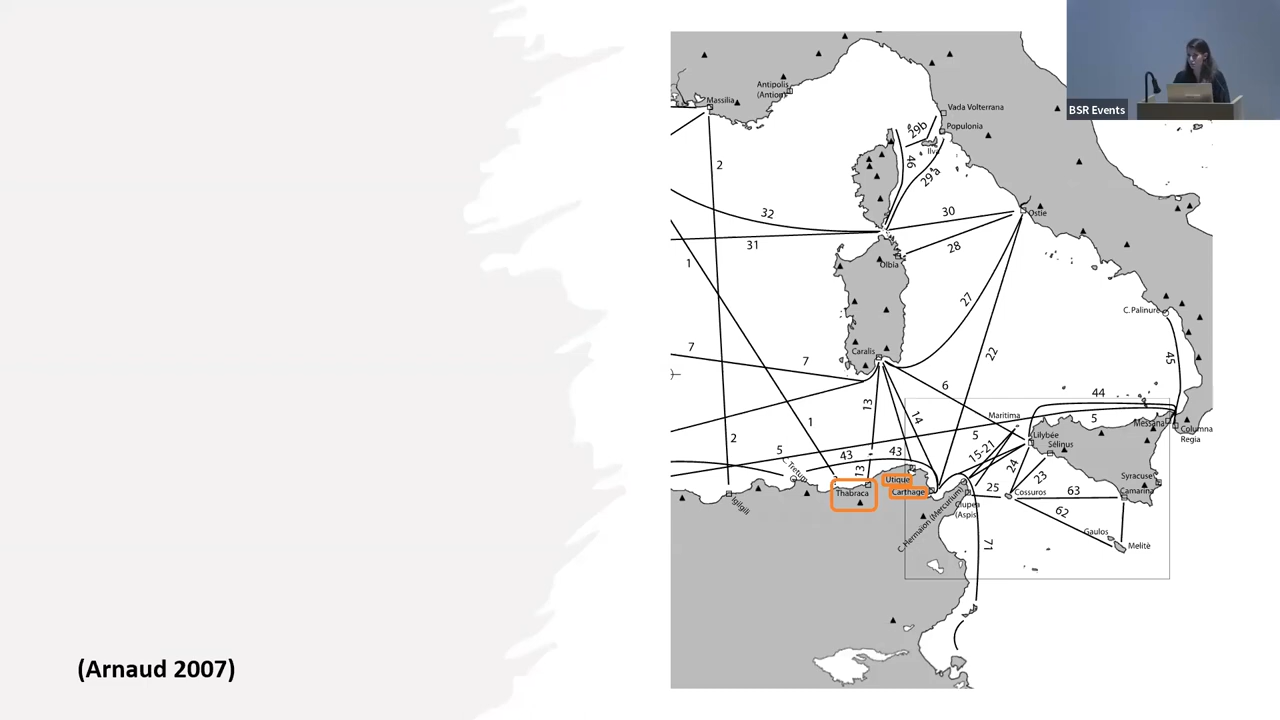 BSR Events
Antipolis
(Antion)
Massilia
Vada Volterrana
Populonia
29b
Ilva
46
29a
2
32
30
Ostie
31
28
1
Olbia
27
C. Palinure
Caralis
22
45
7
7
6
13
14
44
Maritima
5
Messana
Columna
Regia
1
2
5
Lilybée
Sélinus
5
43
43
15-21
C. Tretum
13
24
23
Syracuse
Utique
Thabraca
Carthage
25
Cossuros
63
Camarina
Igilgili
Clupea
(Aspis)
C. Hermaion (Mercurium)
62
Gaulos
Melitè
71
(Arnaud 2007)